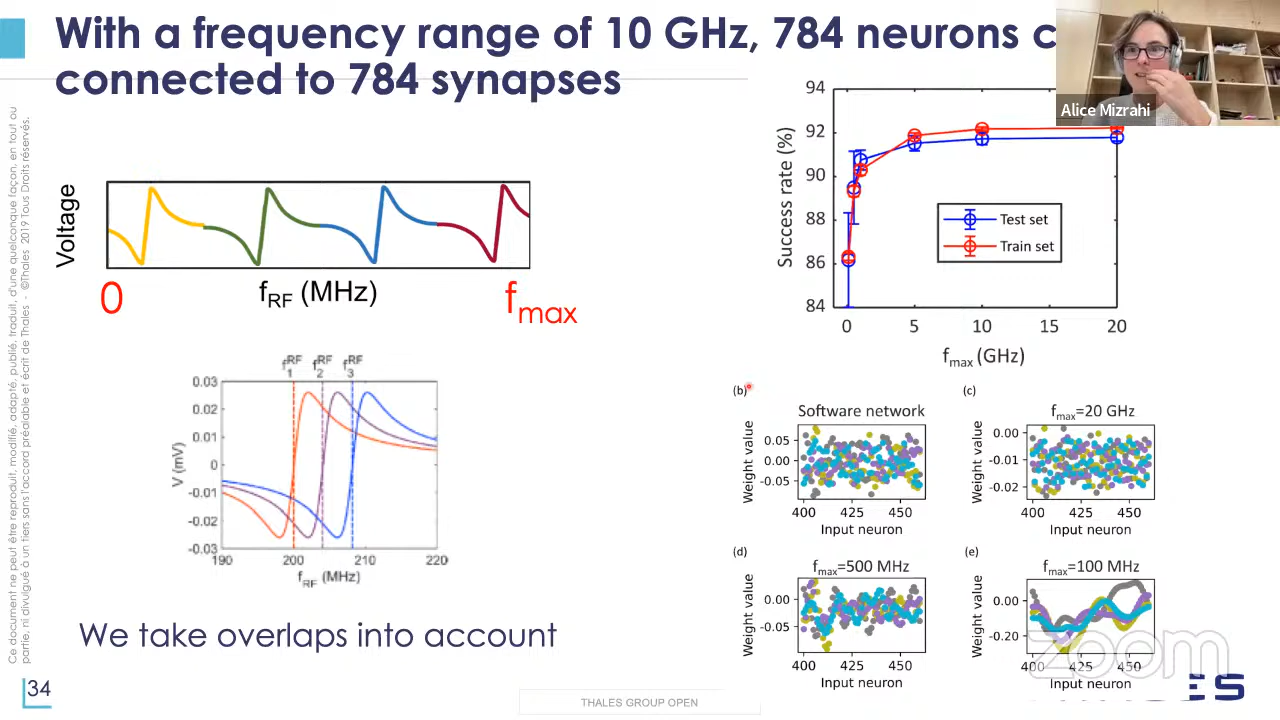 With a frequency range of 10 GHz, 784 neurons c
connected to 784 synapses
Alice Mizrahi
Ce document ne peut être reproduit, modifié, adapté, publié, traduit, d'une quelconque façon, en tout ou
partie, ni divulgué à un tiers sans l'accord préalable et écrit de Thales - ©Thales 2019 Tous Droits réservés.
Voltage
0
f_RF (MHz)
f_max
f_1^RF f_2^RF f_3^RF
0.03
0.02
0.01
0
-0.01
-0.02
-0.03
V (mV)
190 200 210 220
f_RF (MHz)
We take overlaps into account
94
92
90
88
86
84
Success rate (%)
Test set
Train set
0 5 10 15 20
f_max (GHz)
(b)
Software network
0.05
0.00
-0.05
Weight value
400 425 450
Input neuron
(c)
f_max=20 GHz
0.00
-0.01
-0.02
Weight value
400 425 450
Input neuron
(d)
f_max=500 MHz
0.00
-0.05
Weight value
400 425 450
Input neuron
(e)
f_max=100 MHz
0.00
-0.20
Weight value
400 425 450
Input neuron
zoom
34
THALES GROUP OPEN